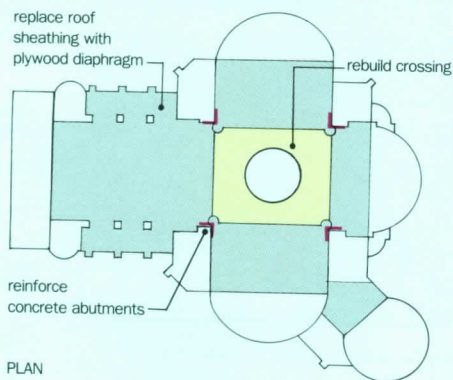 replace roof
sheathing with
plywood diaphragm
rebuild crossing
reinforce
concrete abutments
PLAN